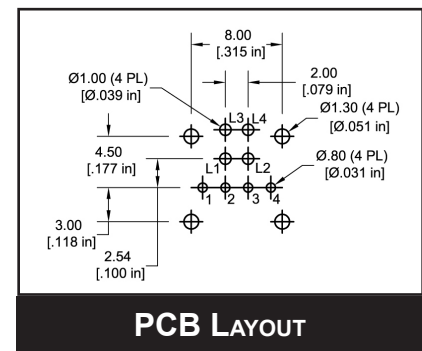 8.00
[.315 in]
Ø1.00 (4 PL)
[Ø.039 in]
2.00
[.079 in]
Ø1.30 (4 PL)
[Ø.051 in]
L3 L4
4.50
[.177 in]
L1 L2
Ø.80 (4 PL)
[Ø.031 in]
1 2 3 4
3.00
[.118 in]
2.54
[.100 in]
PCB LAYOUT